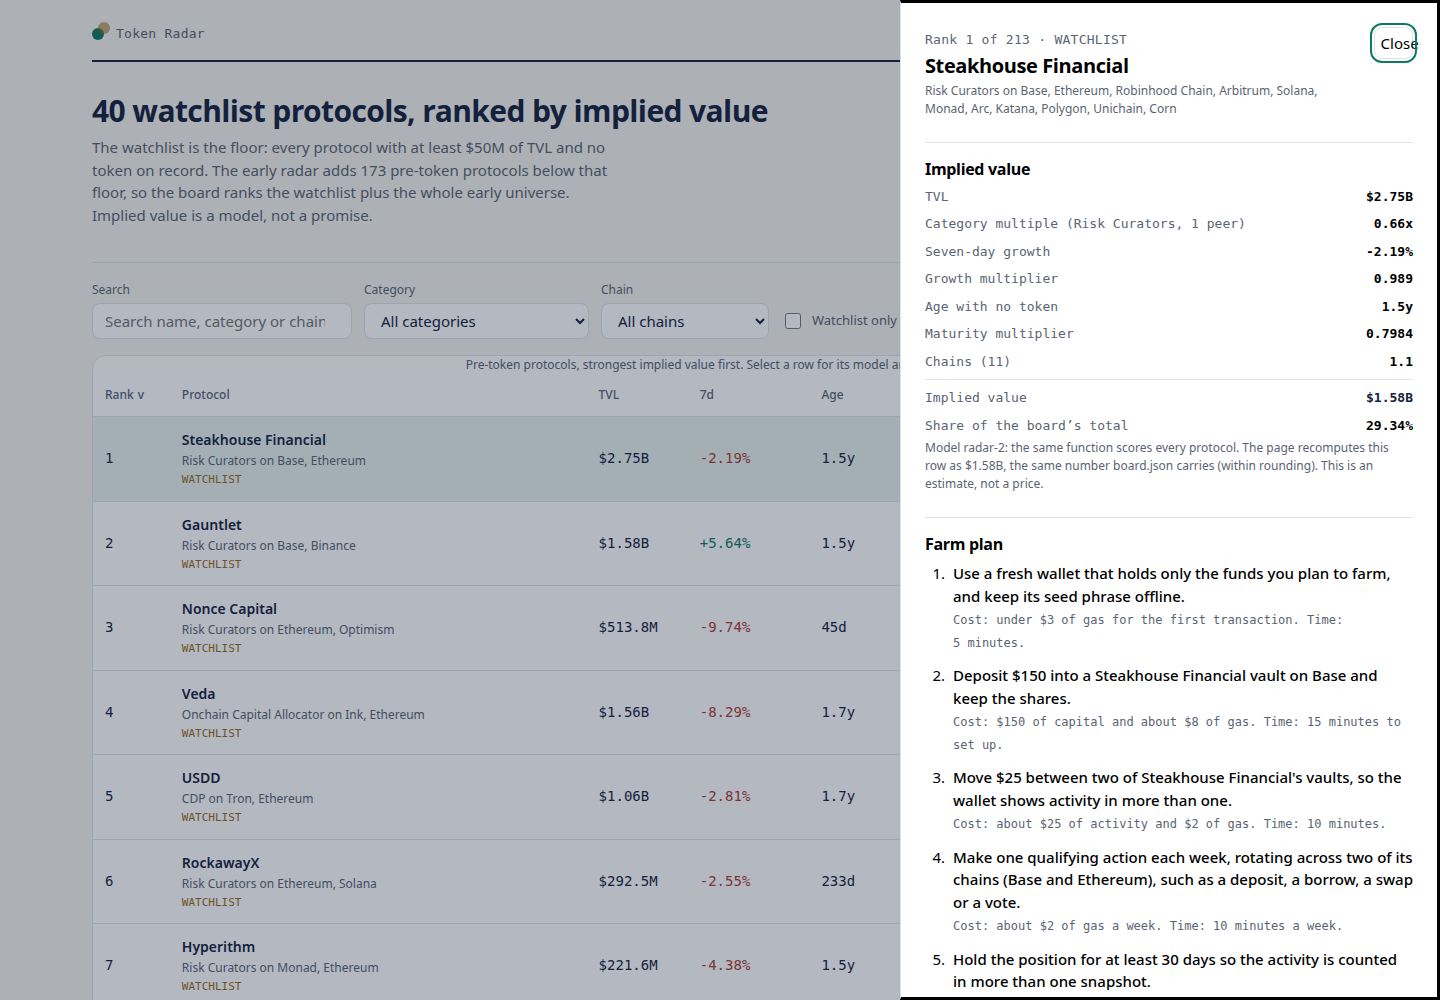 Token Radar
40 watchlist protocols, ranked by implied value
The watchlist is the floor: every protocol with at least $50M of TVL and no
token on record. The early radar adds 173 pre-token protocols below that
floor, so the board ranks the watchlist plus the whole early universe.
Implied value is a model, not a promise.
Search
Category
Chain
Search name, category or chain
All categories
All chains
Watchlist only
Pre-token protocols, strongest implied value first. Select a row for its model a
Rank v
Protocol
TVL
7d
Age
1
Steakhouse Financial
Risk Curators on Base, Ethereum
WATCHLIST
$2.75B
-2.19%
1.5y
2
Gauntlet
Risk Curators on Base, Binance
WATCHLIST
$1.58B
+5.64%
1.5y
3
Nonce Capital
Risk Curators on Ethereum, Optimism
WATCHLIST
$513.8M
-9.74%
45d
4
Veda
Onchain Capital Allocator on Ink, Ethereum
WATCHLIST
$1.56B
-8.29%
1.7y
5
USDD
CDP on Tron, Ethereum
WATCHLIST
$1.06B
-2.81%
1.7y
6
RockawayX
Risk Curators on Ethereum, Solana
WATCHLIST
$292.5M
-2.55%
233d
7
Hyperithm
Risk Curators on Monad, Ethereum
WATCHLIST
$221.6M
-4.38%
1.5y
Rank 1 of 213 · WATCHLIST
Close
Steakhouse Financial
Risk Curators on Base, Ethereum, Robinhood Chain, Arbitrum, Solana,
Monad, Arc, Katana, Polygon, Unichain, Corn
Implied value
TVL $2.75B
Category multiple (Risk Curators, 1 peer) 0.66x
Seven-day growth -2.19%
Growth multiplier 0.989
Age with no token 1.5y
Maturity multiplier 0.7984
Chains (11) 1.1
Implied value $1.58B
Share of the board’s total 29.34%
Model radar-2: the same function scores every protocol. The page recomputes this
row as $1.58B, the same number board.json carries (within rounding). This is an
estimate, not a price.
Farm plan
1. Use a fresh wallet that holds only the funds you plan to farm,
and keep its seed phrase offline.
Cost: under $3 of gas for the first transaction. Time:
5 minutes.
2. Deposit $150 into a Steakhouse Financial vault on Base and
keep the shares.
Cost: $150 of capital and about $8 of gas. Time: 15 minutes to
set up.
3. Move $25 between two of Steakhouse Financial's vaults, so the
wallet shows activity in more than one.
Cost: about $25 of activity and $2 of gas. Time: 10 minutes.
4. Make one qualifying action each week, rotating across two of its
chains (Base and Ethereum), such as a deposit, a borrow, a swap
or a vote.
Cost: about $2 of gas a week. Time: 10 minutes a week.
5. Hold the position for at least 30 days so the activity is counted
in more than one snapshot.